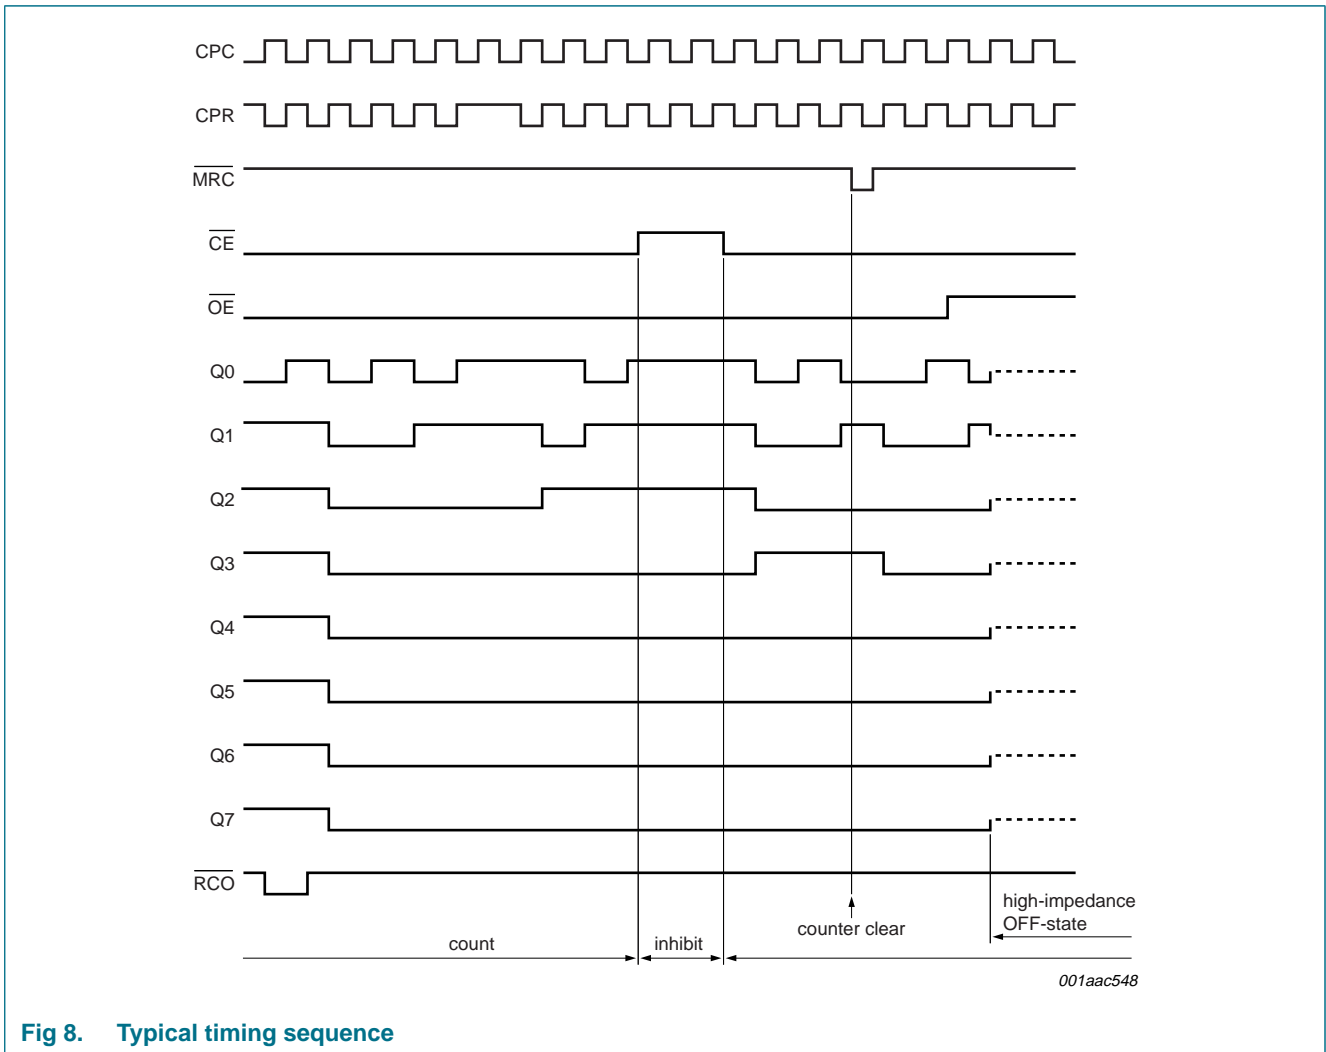 CPC
CPR
MRC
CE
OE
Q0
Q1
Q2
Q3
Q4
Q5
Q6
Q7
RCO
high-impedance
OFF-state
counter clear
count
inhibit
001aac548
Fig 8. Typical timing sequence